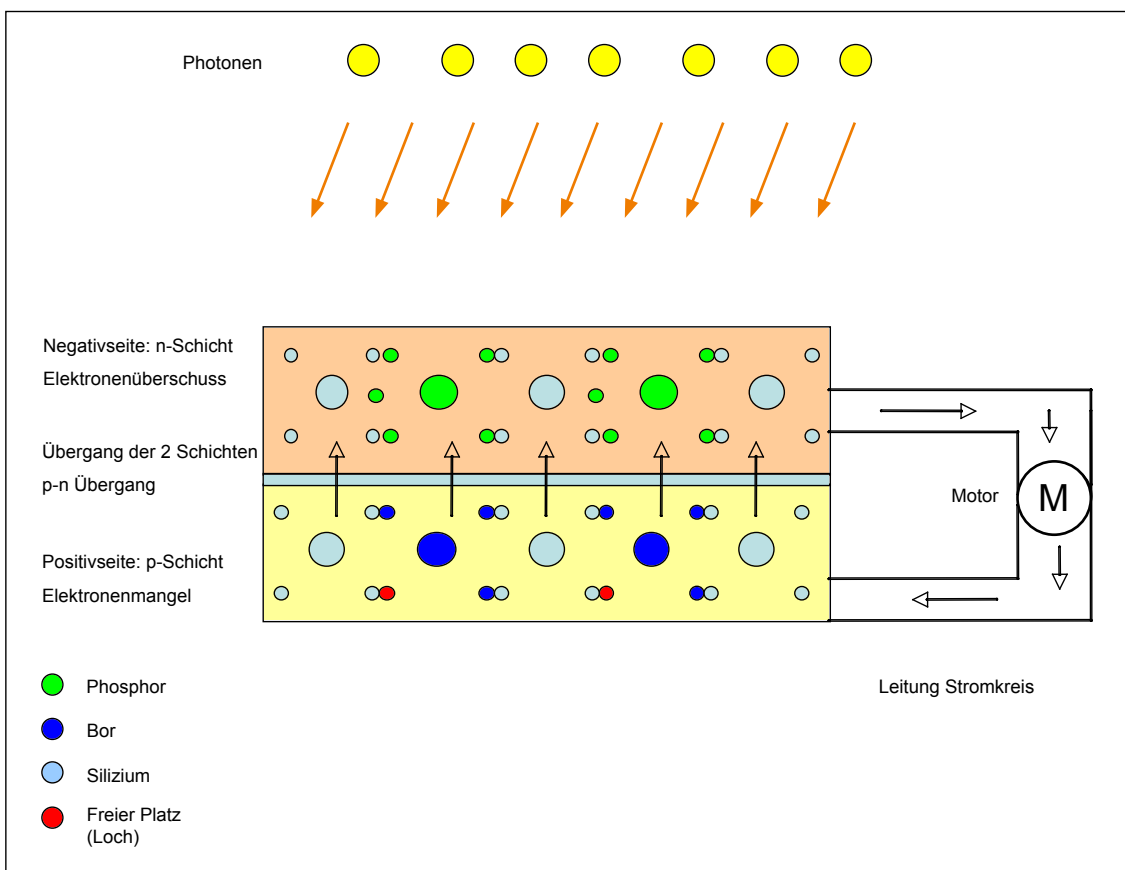 Photonen
Negativseite: n-Schicht
Elektronenüberschuss
Übergang der 2 Schichten
p-n Übergang
Motor
M
Positivseite: p-Schicht
Elektronenmangel
Phosphor
Leitung Stromkreis
Bor
Silizium
Freier Platz
(Loch)